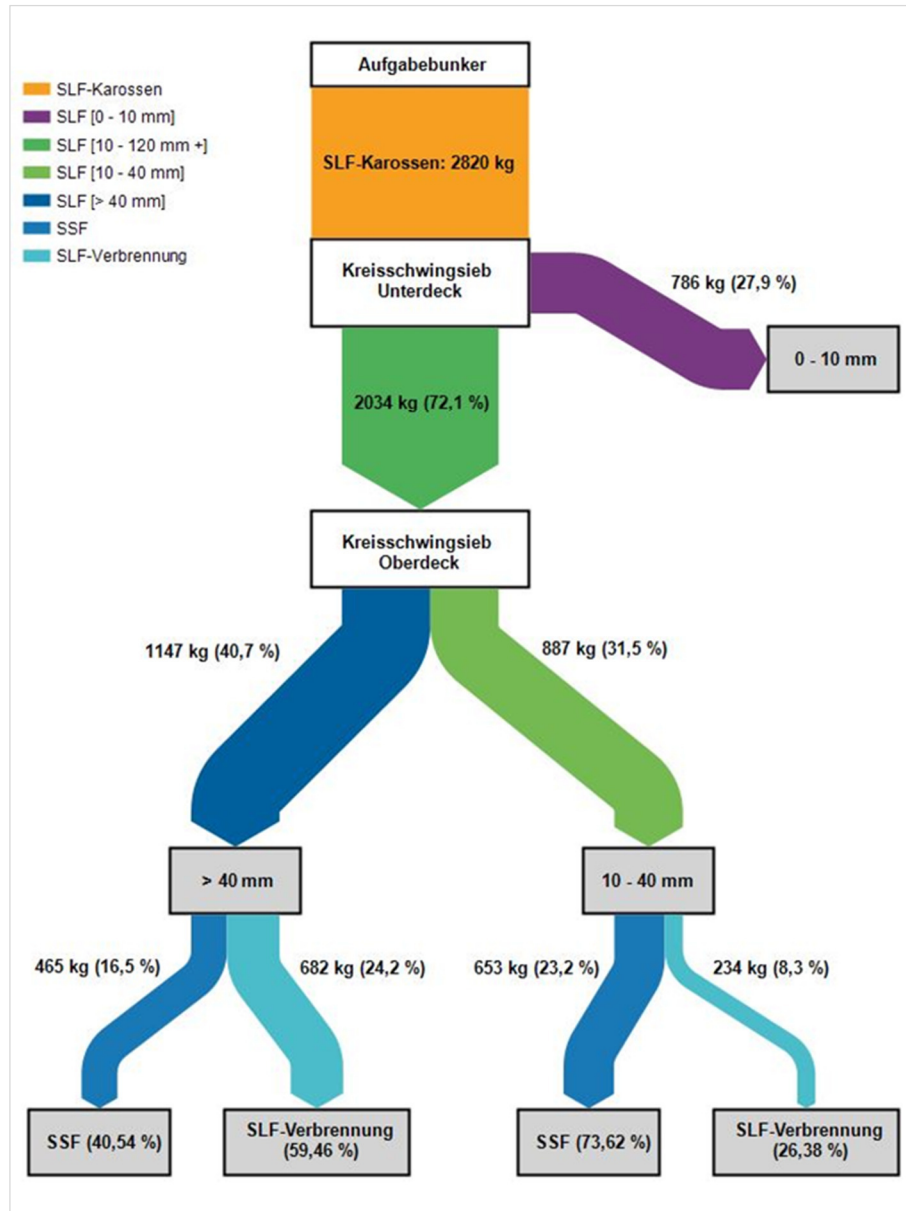 Aufgabebunker
SLF-Karossen
SLF [0 - 10 mm]
SLF [10 - 120 mm +]
SLF [10 - 40 mm]
SLF [> 40 mm]
SSF
SLF-Verbrennung
SLF-Karossen: 2820 kg
Kreisschwingsieb
Unterdeck
786 kg (27,9 %)
0 - 10 mm
2034 kg (72,1 %)
Kreisschwingsieb
Oberdeck
1147 kg (40,7 %)
887 kg (31,5 %)
> 40 mm
10 - 40 mm
465 kg (16,5 %)
682 kg (24,2 %)
653 kg (23,2 %)
234 kg (8,3 %)
SSF (40,54 %)
SLF-Verbrennung
(59,46 %)
SSF (73,62 %)
SLF-Verbrennung
(26,38 %)